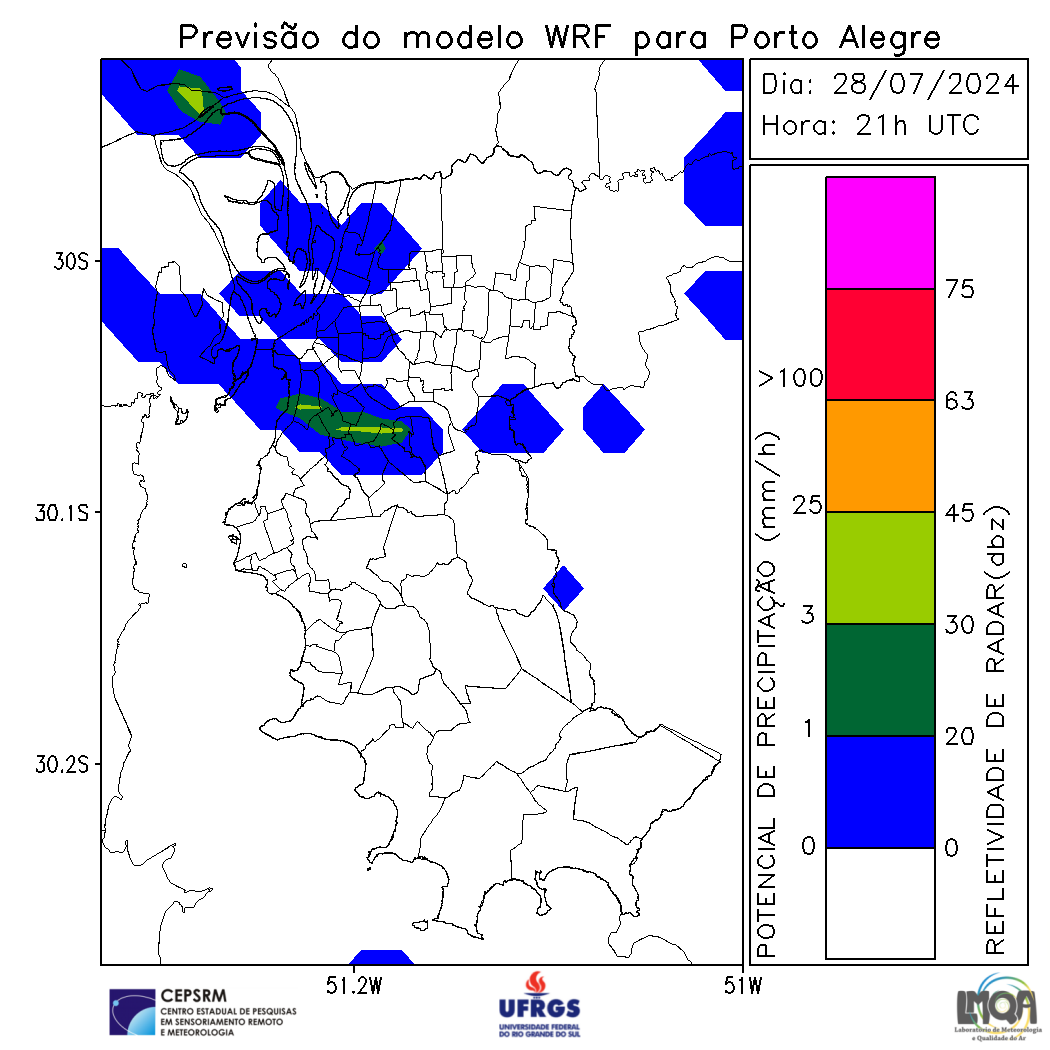 Previsão do modelo WRF para Porto Alegre
Dia: 28/07/2024
Hora: 21h UTC
30S
30.1S
30.2S
51.2W
51W
POTENCIAL DE PRECIPITAÇÃO (mm/h)
>100
25
3
1
0
75
63
45
30
20
0
REFLETIVIDADE DE RADAR(dbz)
CEPSRM
CENTRO ESTADUAL DE PESQUISAS
EM SENSORIAMENTO REMOTO
E METEOROLOGIA
UFRGS
UNIVERSIDADE FEDERAL
DO RIO GRANDE DO SUL
LMQA
Laboratório de Meteorologia
e Qualidade do Ar